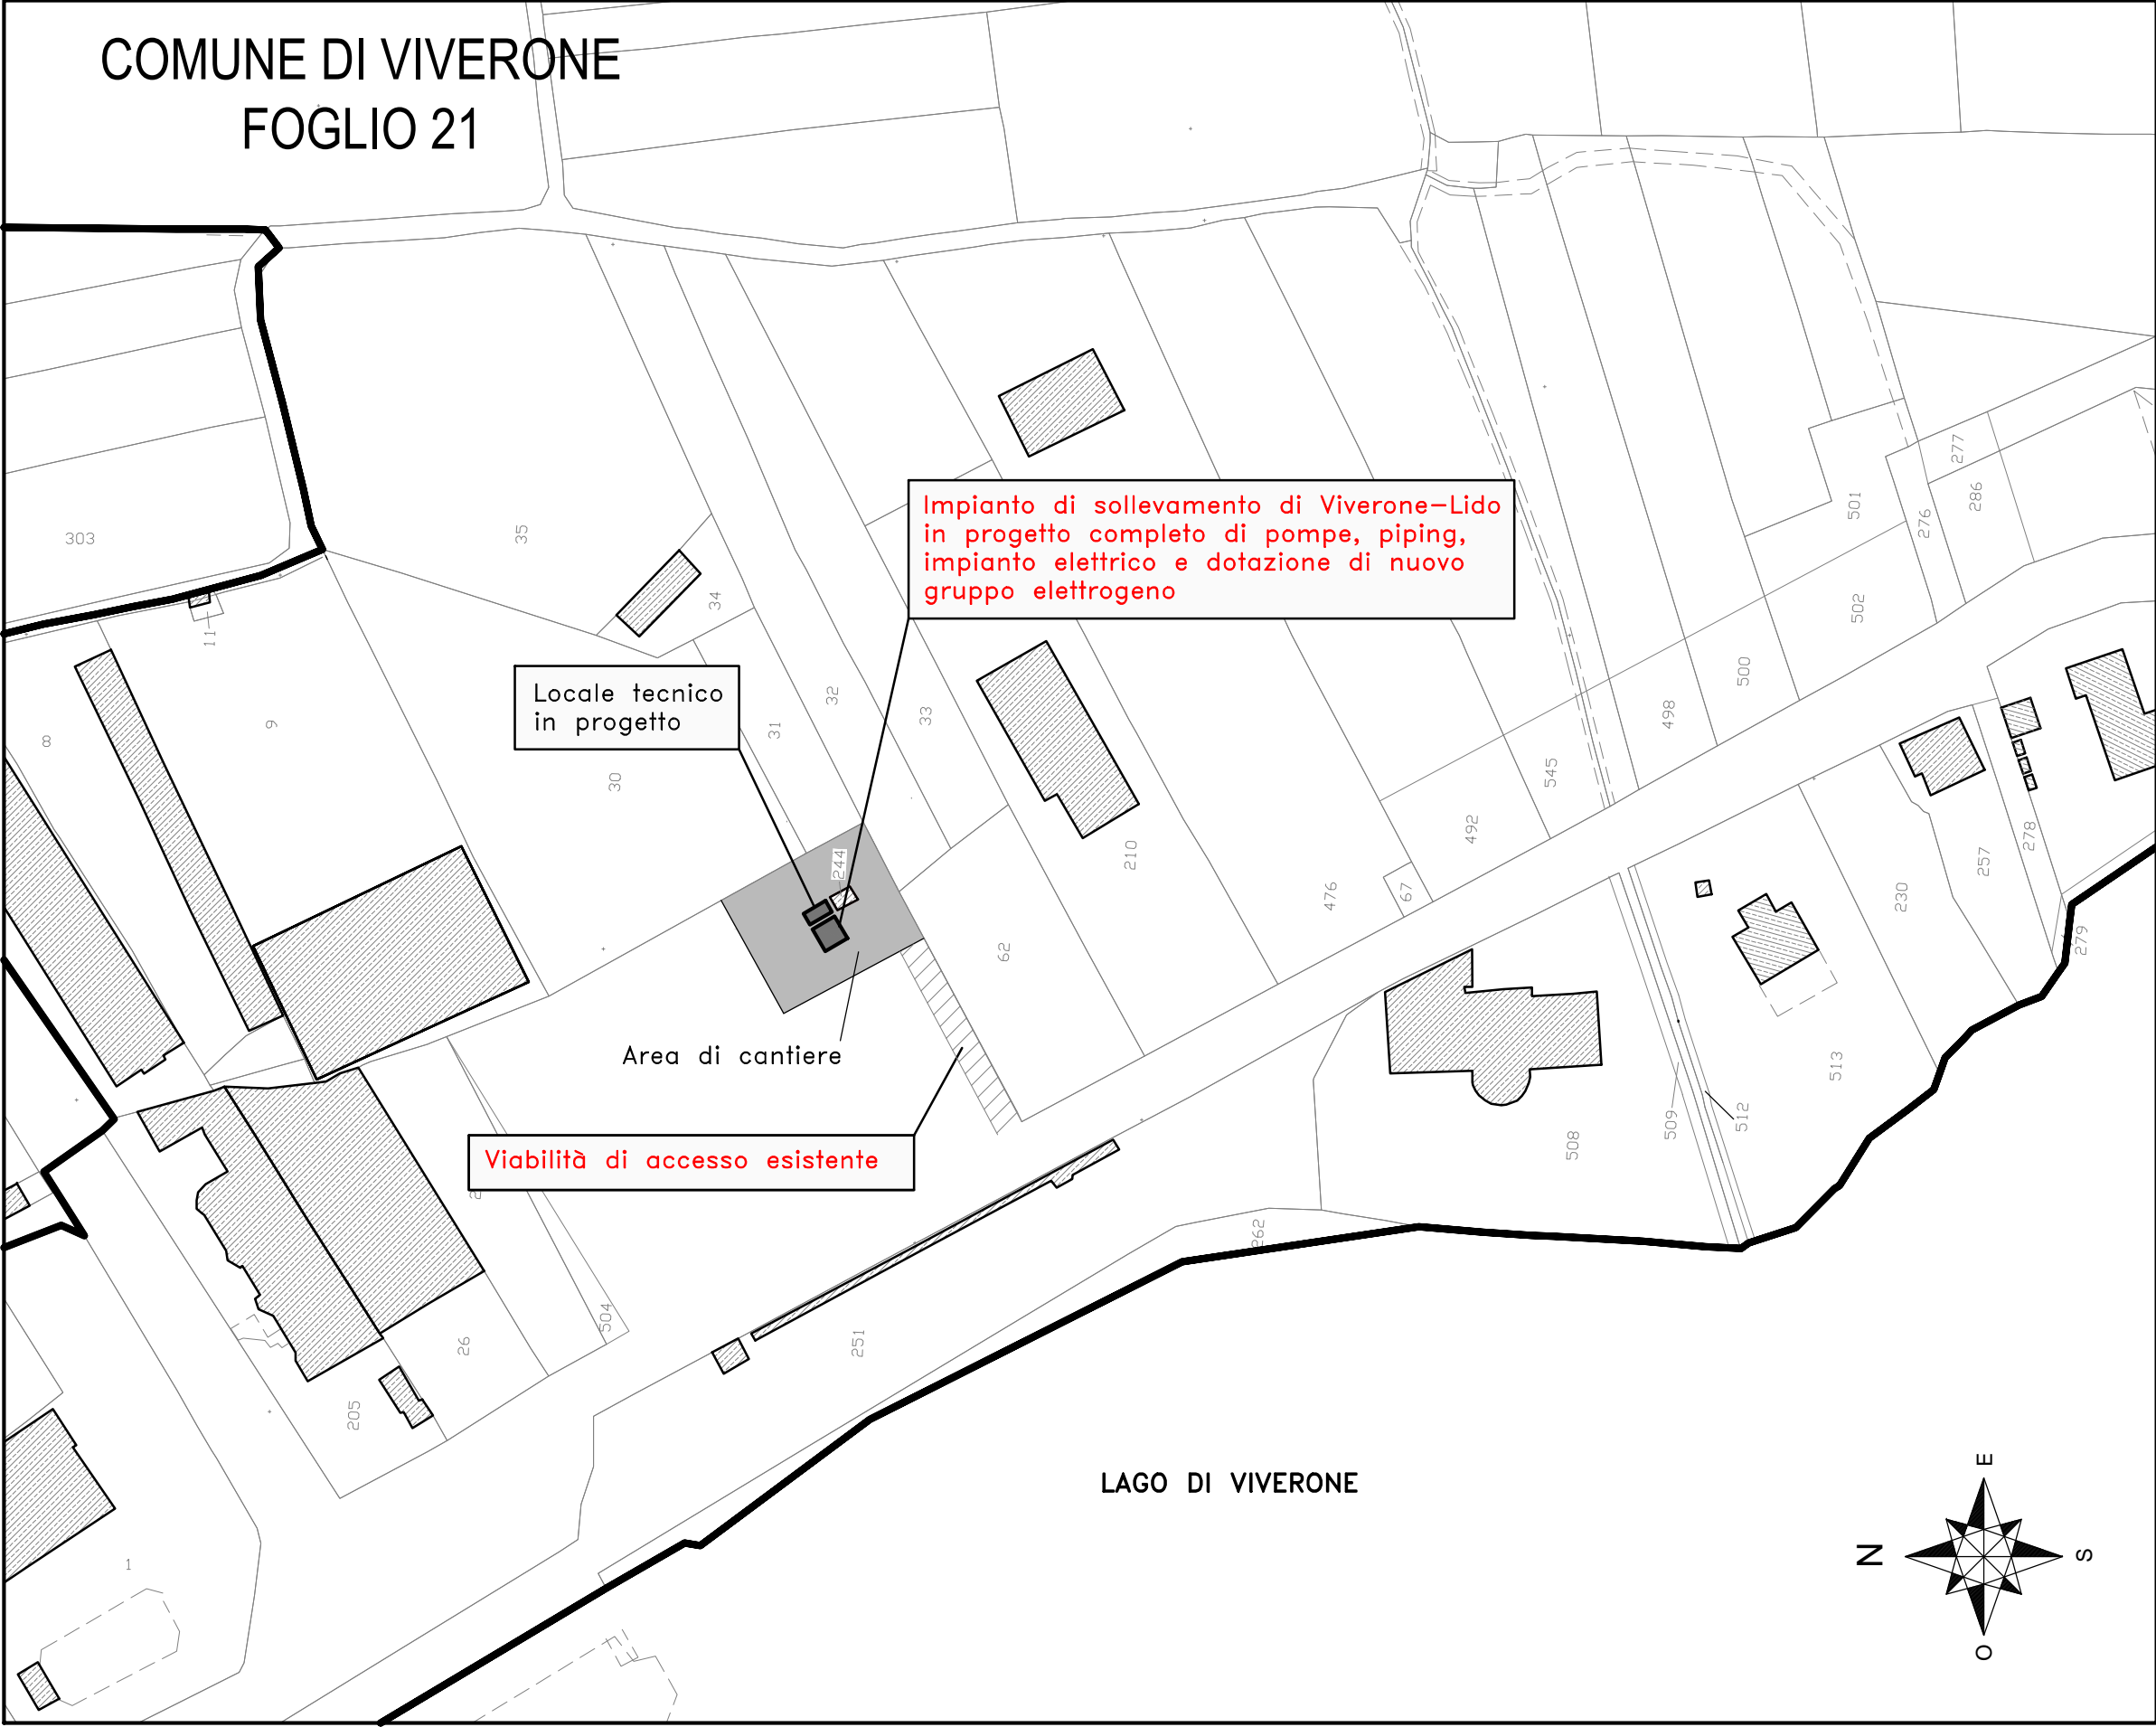 COMUNE DI VIVERONE
FOGLIO 21
303
35
11
34
8
9
30
31
32
33
Impianto di sollevamento di Viverone-Lido
in progetto completo di pompe, piping,
impianto elettrico e dotazione di nuovo
gruppo elettrogeno
Locale tecnico
in progetto
244
210
62
476
67
492
545
498
500
502
501
276
277
286
Area di cantiere
Viabilità di accesso esistente
504
26
205
251
262
508
509
512
513
230
257
278
279
1
LAGO DI VIVERONE
E
N
S
O